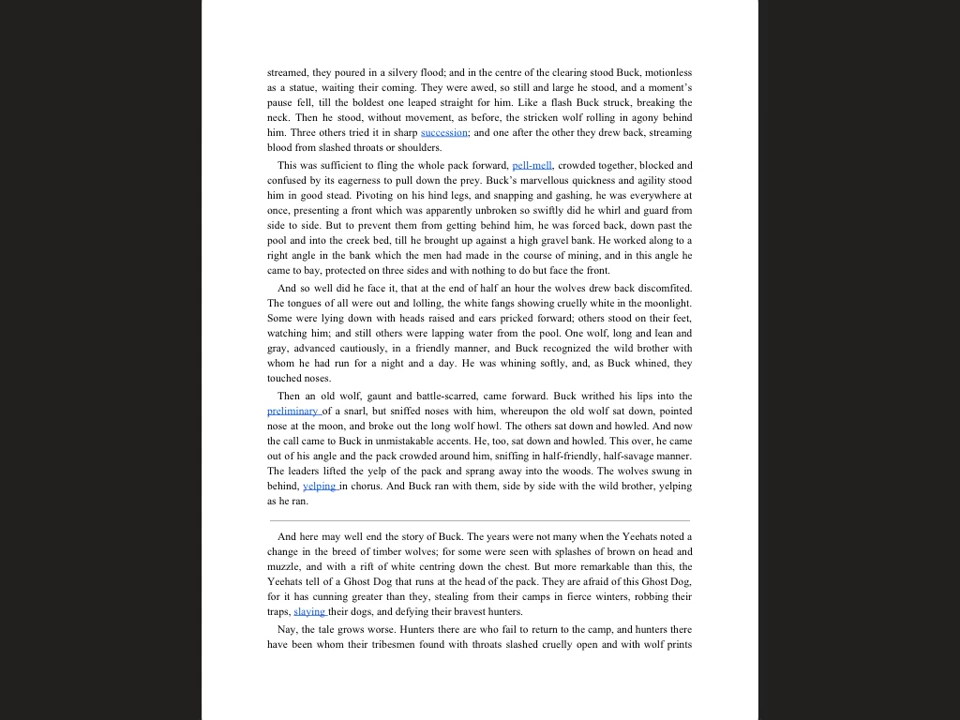 streamed, they poured in a silvery flood; and in the centre of the clearing stood Buck, motionless
as a statue, waiting their coming. They were awed, so still and large he stood, and a moment’s
pause fell, till the boldest one leaped straight for him. Like a flash Buck struck, breaking the
neck. Then he stood, without movement, as before, the stricken wolf rolling in agony behind
him. Three others tried it in sharp succession; and one after the other they drew back, streaming
blood from slashed throats or shoulders.
This was sufficient to fling the whole pack forward, pell-mell, crowded together, blocked and
confused by its eagerness to pull down the prey. Buck’s marvellous quickness and agility stood
him in good stead. Pivoting on his hind legs, and snapping and gashing, he was everywhere at
once, presenting a front which was apparently unbroken so swiftly did he whirl and guard from
side to side. But to prevent them from getting behind him, he was forced back, down past the
pool and into the creek bed, till he brought up against a high gravel bank. He worked along to a
right angle in the bank which the men had made in the course of mining, and in this angle he
came to bay, protected on three sides and with nothing to do but face the front.
And so well did he face it, that at the end of half an hour the wolves drew back discomfited.
The tongues of all were out and lolling, the white fangs showing cruelly white in the moonlight.
Some were lying down with heads raised and ears pricked forward; others stood on their feet,
watching him; and still others were lapping water from the pool. One wolf, long and lean and
gray, advanced cautiously, in a friendly manner, and Buck recognized the wild brother with
whom he had run for a night and a day. He was whining softly, and, as Buck whined, they
touched noses.
Then an old wolf, gaunt and battle-scarred, came forward. Buck writhed his lips into the
preliminary of a snarl, but sniffed noses with him, whereupon the old wolf sat down, pointed
nose at the moon, and broke out the long wolf howl. The others sat down and howled. And now
the call came to Buck in unmistakable accents. He, too, sat down and howled. This over, he came
out of his angle and the pack crowded around him, sniffing in half-friendly, half-savage manner.
The leaders lifted the yelp of the pack and sprang away into the woods. The wolves swung in
behind, yelping in chorus. And Buck ran with them, side by side with the wild brother, yelping
as he ran.
And here may well end the story of Buck. The years were not many when the Yeehats noted a
change in the breed of timber wolves; for some were seen with splashes of brown on head and
muzzle, and with a rift of white centring down the chest. But more remarkable than this, the
Yeehats tell of a Ghost Dog that runs at the head of the pack. They are afraid of this Ghost Dog,
for it has cunning greater than they, stealing from their camps in fierce winters, robbing their
traps, slaying their dogs, and defying their bravest hunters.
Nay, the tale grows worse. Hunters there are who fail to return to the camp, and hunters there
have been whom their tribesmen found with throats slashed cruelly open and with wolf prints